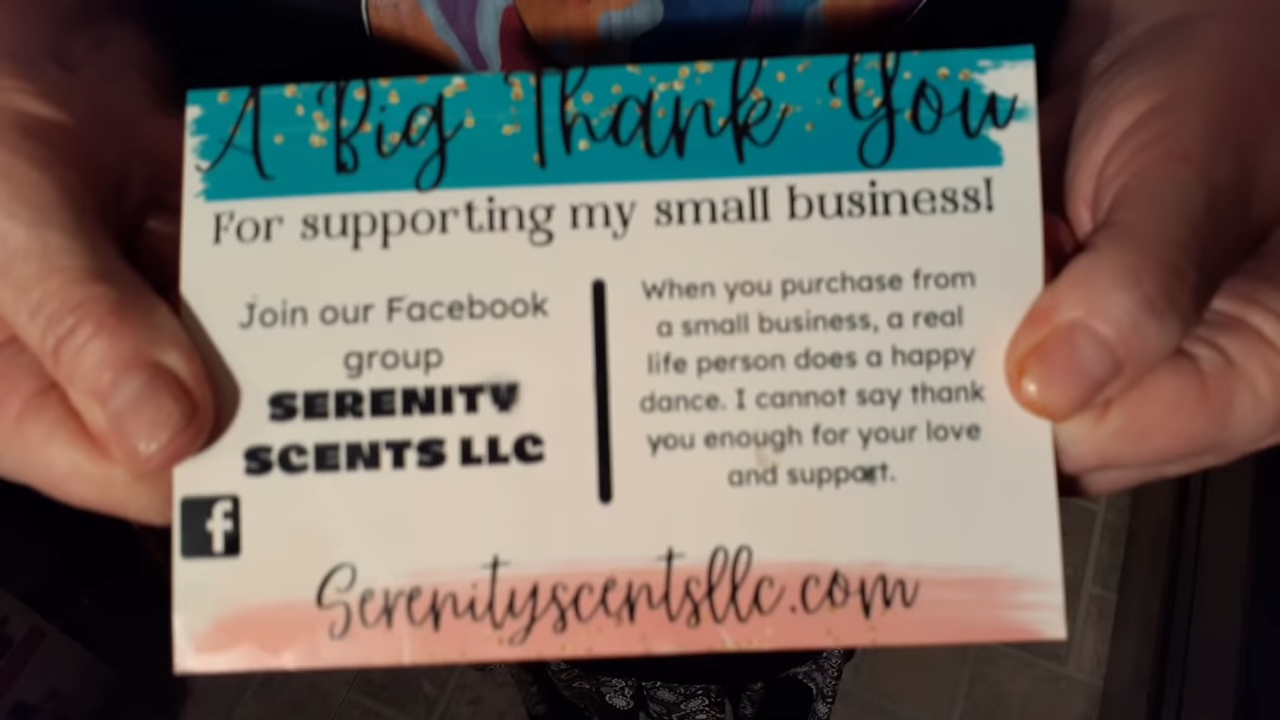 A Big Thank You
For supporting my small business!
Join our Facebook
group
SERENITY
SCENTS LLC
When you purchase from
a small business, a real
life person does a happy
dance. I cannot say thank
you enough for your love
and support.
f
Serenityscentsllc.com